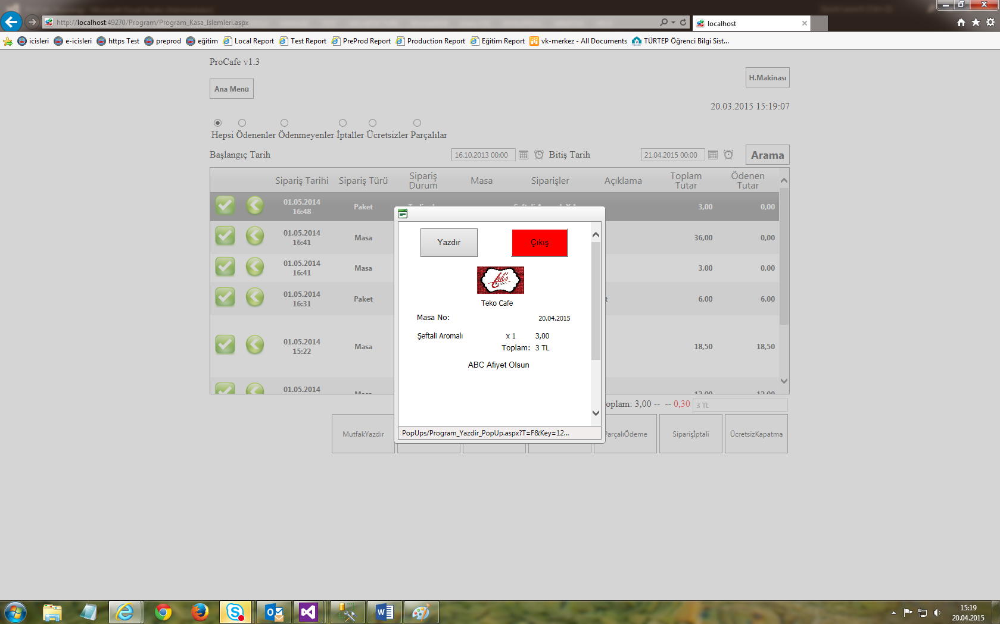 http://localhost:49270/Program/Program_Kasa_Islemleri.aspx
localhost
icisleri
e-icisleri
https Test
preprod
eğitim
Local Report
Test Report
PreProd Report
Production Report
Eğitim Report
vk-merkez - All Documents
TÜRTEP Öğrenci Bilgi Sist...
ProCafe v1.3
H.Makinası
Ana Menü
20.03.2015 15:19:07
Hepsi Ödenenler Ödenmeyenler İptaller Ücretsizler Parçalılar
Başlangıç Tarih
16.10.2013 00:00
Bitiş Tarih
21.04.2015 00:00
Arama
Sipariş Tarihi
Sipariş Türü
Sipariş Durum
Masa
Siparişler
Açıklama
Toplam Tutar
Ödenen Tutar
01.05.2014 16:48
Paket
3,00
0,00
01.05.2014 16:41
Masa
36,00
0,00
01.05.2014 16:41
Masa
3,00
0,00
01.05.2014 16:31
Paket
t
6,00
6,00
01.05.2014 15:22
Masa
18,50
18,50
01.05.2014
Masa
12,00
12,00
Yazdır
Çıkış
teko
Teko Cafe
Masa No:
20.04.2015
Şeftali Aromalı
x 1
3,00
Toplam:
3 TL
ABC Afiyet Olsun
PopUps/Program_Yazdir_PopUp.aspx?T=F&Key=12...
oplam: 3,00 -- -- 0,30
3 TL
MutfakYazdır
ParçalıÖdeme
Siparişİptali
ÜcretsizKapatma
15:19
20.04.2015